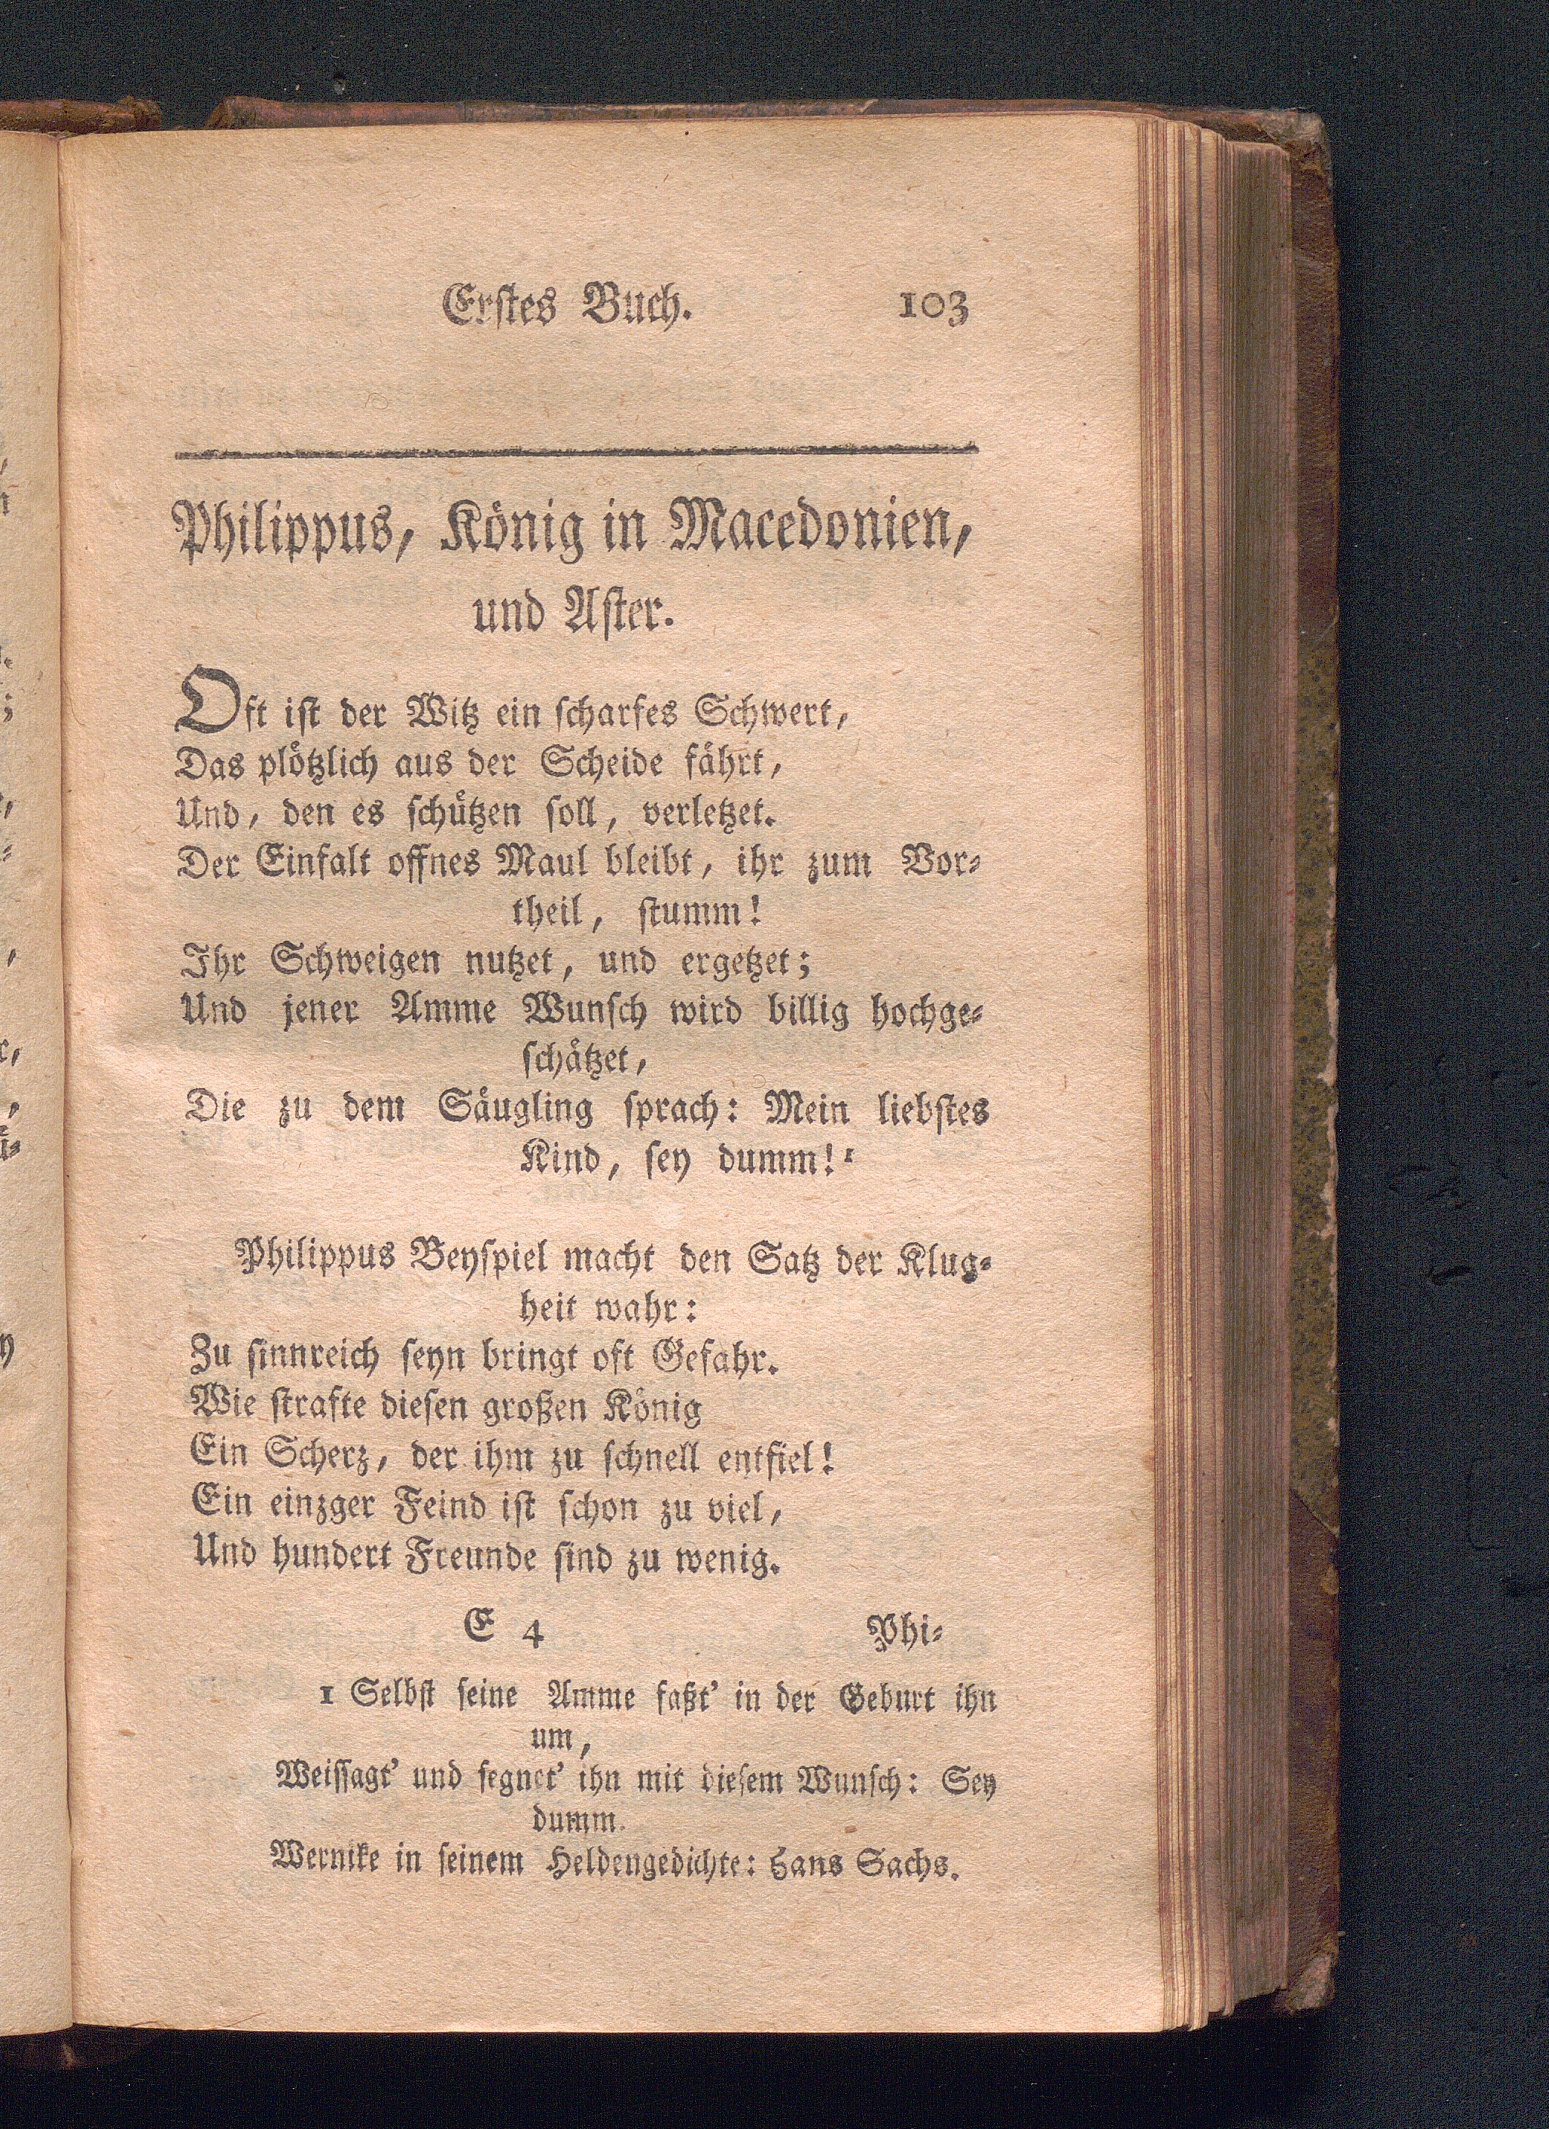 Erſtes Buch. 103
Philippus, König in Macedonien,
und Aſter.
Oft iſt der Witz ein ſcharfes Schwert,
Das plötzlich aus der Scheide fährt,
Und, den es ſchützen ſoll, verletzet.
Der Einfalt offnes Maul bleibt, ihr zum Vor-
theil, ſtumm!
Ihr Schweigen nutzet, und ergetzet;
Und jener Amme Wunſch wird billig hochge-
ſchätzet,
Die zu dem Säugling ſprach: Mein liebſtes
Kind, ſey dumm! 1
Philippus Beyſpiel macht den Satz der Klug-
heit wahr:
Zu ſinnreich ſeyn bringt oft Gefahr.
Wie ſtrafte dieſen großen König
Ein Scherz, der ihm zu ſchnell entfiel!
Ein einzger Feind iſt ſchon zu viel,
Und hundert Freunde ſind zu wenig.
E 4 Phi-
1 Selbſt ſeine Amme faßt' in der Geburt ihn
um,
Weiſſagt' und ſegnet' ihn mit dieſem Wunſch: Sey
dumm.
Wernike in ſeinem Heldengedichte: Hans Sachs.